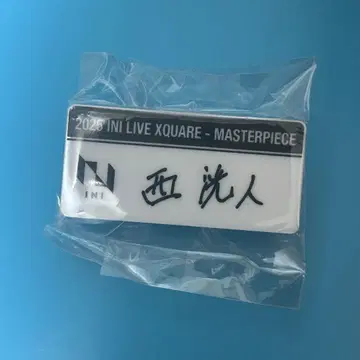 2025 INI LIVE XQUARE - MASTERPIECE
INI
西 洸人